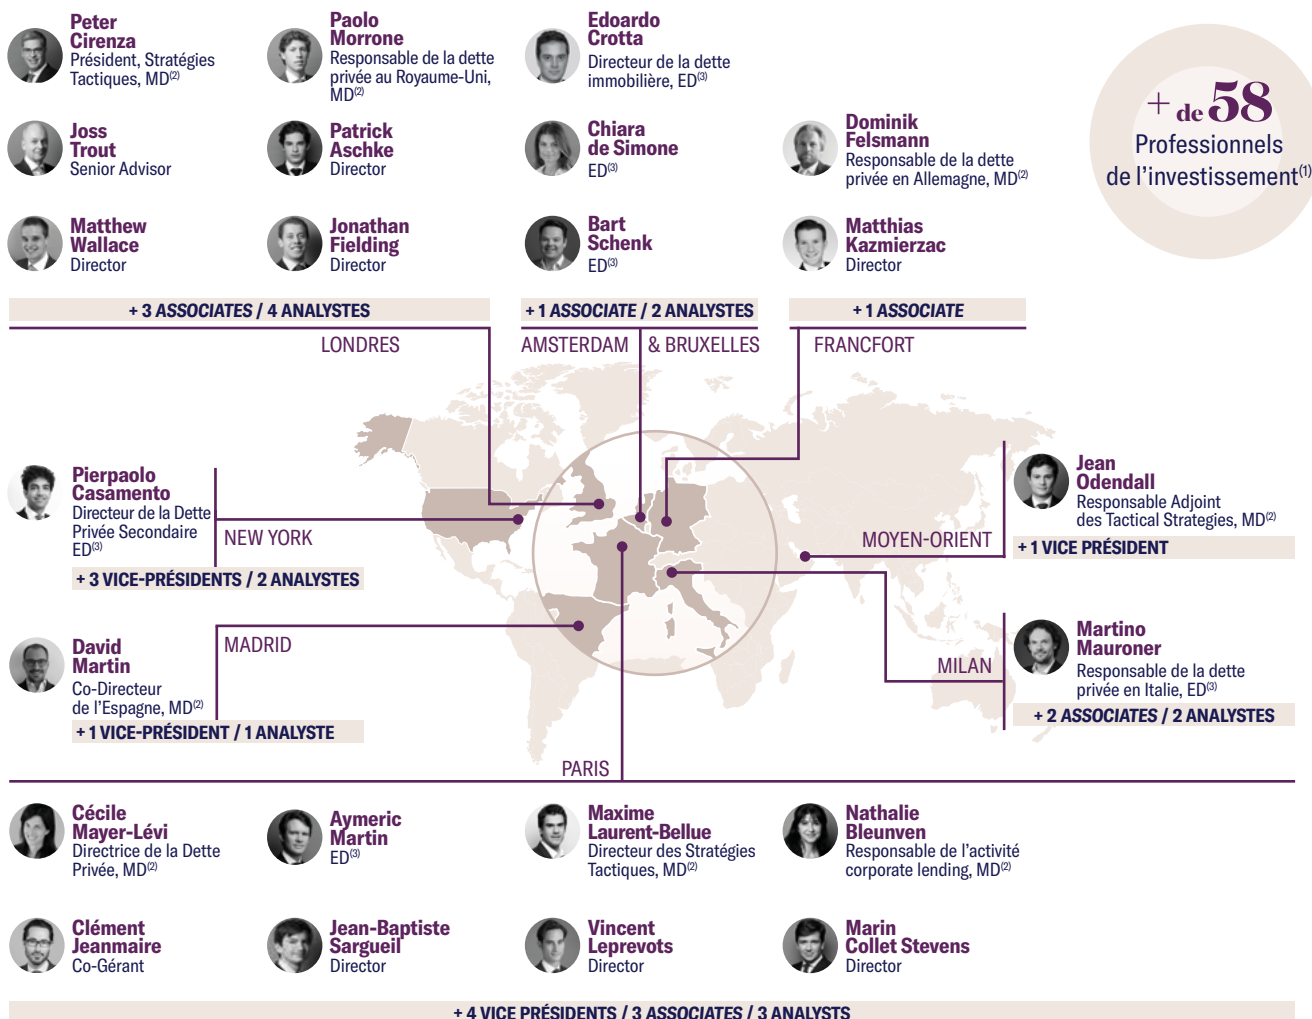 Peter
Cirenza
Président, Stratégies
Tactiques, MD(2)
Paolo
Morrone
Responsable de la dette
privée au Royaume-Uni,
MD(2)
Edoardo
Crotta
Directeur de la dette
immobilière, ED(3)
+ de 58
Professionnels
de l'investissement(1)
Joss
Trout
Senior Advisor
Patrick
Aschke
Director
Chiara
de Simone
ED(3)
Dominik
Felsmann
Responsable de la dette
privée en Allemagne, MD(2)
Matthew
Wallace
Director
Jonathan
Fielding
Director
Bart
Schenk
ED(3)
Matthias
Kazmierzac
Director
+ 3 ASSOCIATES / 4 ANALYSTES
+ 1 ASSOCIATE / 2 ANALYSTES
+ 1 ASSOCIATE
LONDRES
AMSTERDAM & BRUXELLES
FRANCFORT
Pierpaolo
Casamento
Directeur de la Dette
Privée Secondaire
ED(3)
NEW YORK
+ 3 VICE-PRÉSIDENTS / 2 ANALYSTES
Jean
Odendall
Responsable Adjoint
des Tactical Strategies, MD(2)
MOYEN-ORIENT
+ 1 VICE PRÉSIDENT
David
Martin
Co-Directeur
de l'Espagne, MD(2)
MADRID
+ 1 VICE-PRÉSIDENT / 1 ANALYSTE
Martino
Mauroner
Responsable de la dette
privée en Italie, ED(3)
MILAN
+ 2 ASSOCIATES / 2 ANALYSTES
PARIS
Cécile
Mayer-Lévi
Directrice de la Dette
Privée, MD(2)
Aymeric
Martin
ED(3)
Maxime
Laurent-Bellue
Directeur des Stratégies
Tactiques, MD(2)
Nathalie
Bleunven
Responsable de l'activité
corporate lending, MD(2)
Clément
Jeanmaire
Co-Gérant
Jean-Baptiste
Sargueil
Director
Vincent
Leprevots
Director
Marin
Collet Stevens
Director
+ 4 VICE PRÉSIDENTS / 3 ASSOCIATES / 3 ANALYSTS